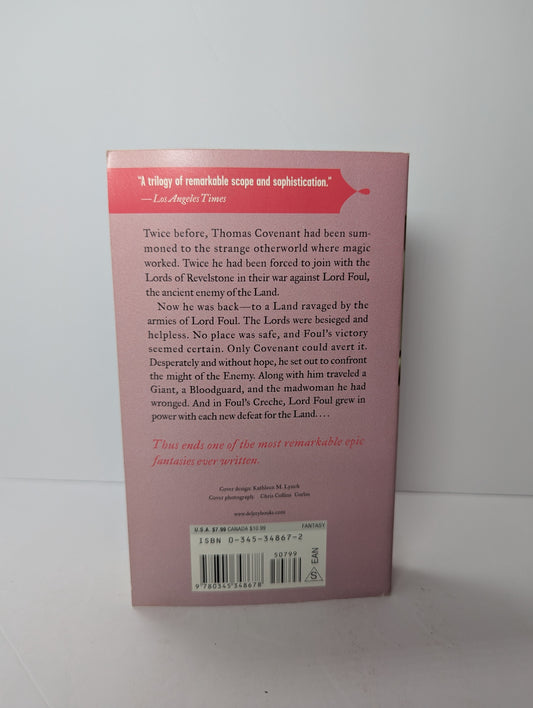 "A trilogy of remarkable scope and sophistication."
—Los Angeles Times
Twice before, Thomas Covenant had been sum-
moned to the strange otherworld where magic
worked. Twice he had been forced to join with the
Lords of Revelstone in their war against Lord Foul,
the ancient enemy of the Land.
Now he was back—to a Land ravaged by the
armies of Lord Foul. The Lords were besieged and
helpless. No place was safe, and Foul's victory
seemed certain. Only Covenant could avert it.
Desperately and without hope, he set out to confront
the might of the Enemy. Along with him traveled a
Giant, a Bloodguard, and the madwoman he had
wronged. And in Foul's Creche, Lord Foul grew in
power with each new defeat for the Land....
Thus ends one of the most remarkable epic
fantasies ever written.
Cover design: Kathleen M. Lynch
Cover photography Chris Collins Corbis
www.delreybooks.com
U.S.A. $7.99 CANADA $10.99 FANTASY
ISBN 0-345-34867-2
50799
9 780345 348678
S EAN